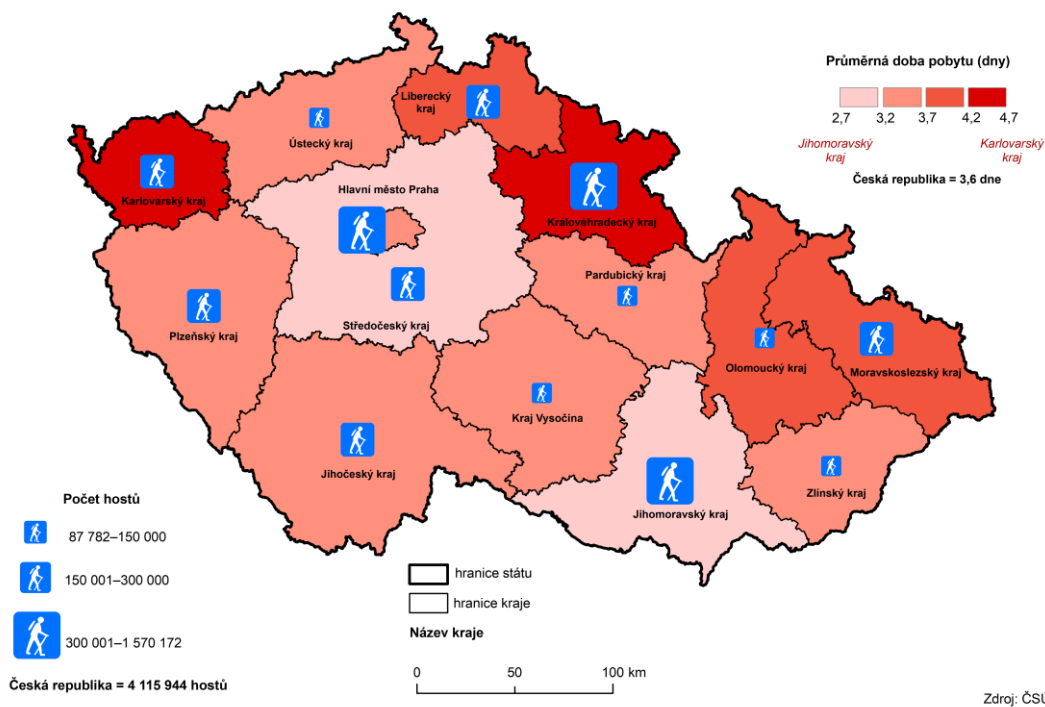 Průměrná doba pobytu (dny)
2,7 3,2 3,7 4,2 4,7
Jihomoravský
kraj
Karlovarský
kraj
Česká republika = 3,6 dne
Liberecký
kraj
Ústecký kraj
Karlovarský kraj
Hlavní město Praha
Královéhradecký kraj
Pardubický kraj
Středočeský kraj
Plzeňský kraj
Olomoucký kraj
Moravskoslezský kraj
Kraj Vysočina
Jihočeský kraj
Zlínský kraj
Jihomoravský kraj
Počet hostů
87 782–150 000
150 001–300 000
300 001–1 570 172
Česká republika = 4 115 944 hostů
hranice státu
hranice kraje
Název kraje
0 50 100 km
Zdroj: ČSÚ